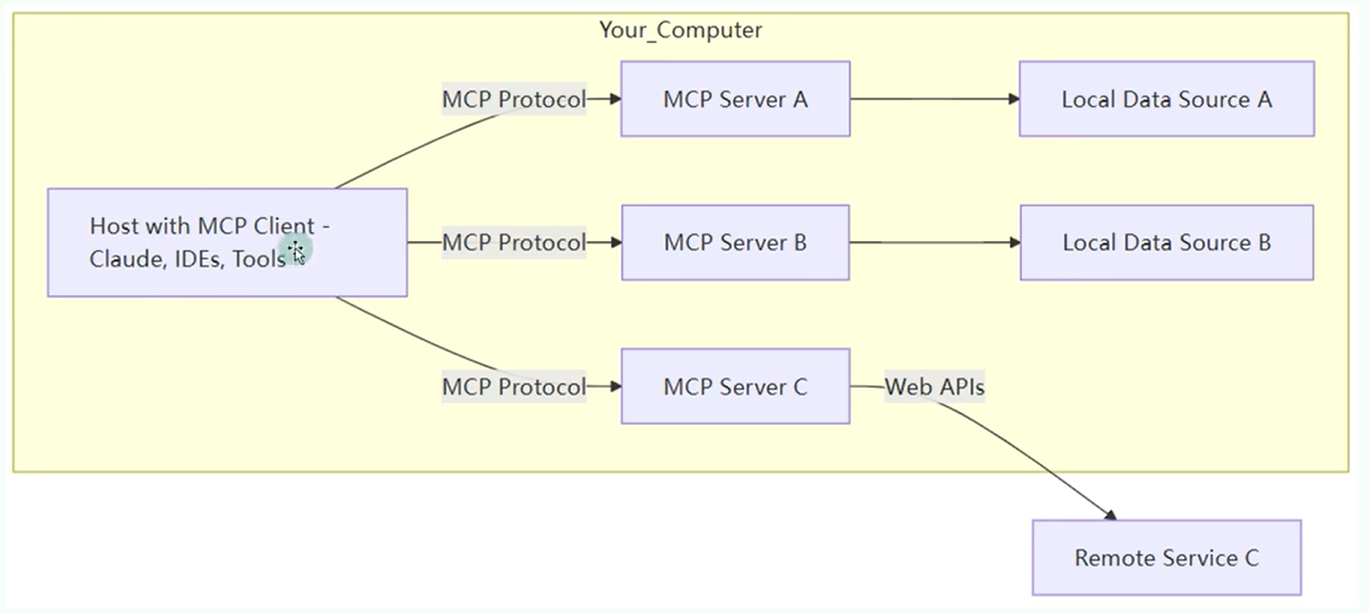 Your_Computer
MCP Protocol
MCP Server A
Local Data Source A
Host with MCP Client -
Claude, IDEs, Tools
MCP Protocol
MCP Server B
Local Data Source B
MCP Protocol
MCP Server C
Web APIs
Remote Service C